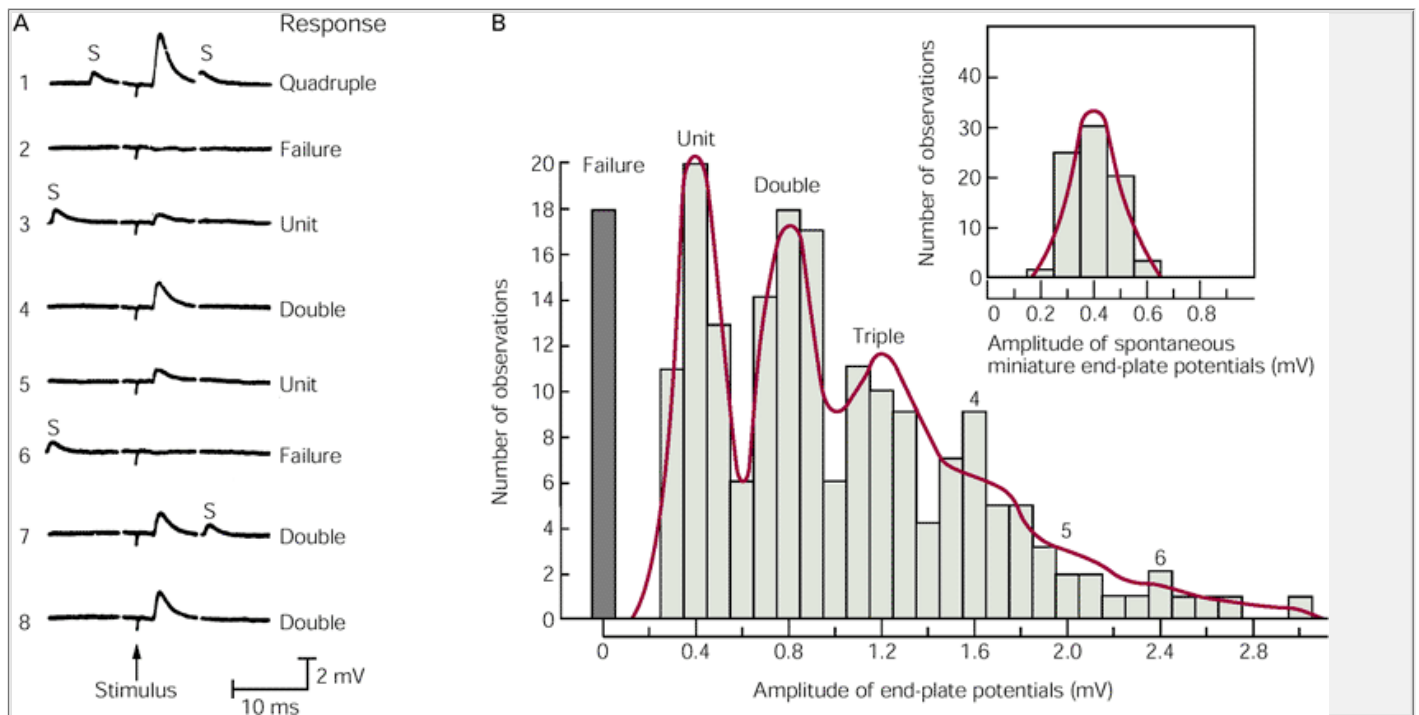 A
Response
S
S
1
Quadruple
2
Failure
S
3
Unit
4
Double
5
Unit
S
6
Failure
S
7
Double
8
Double
Stimulus
2 mV
10 ms
B
Number of observations
20
18
16
14
12
10
8
6
4
2
0
Failure
Unit
Double
Triple
4
5
6
0 0.4 0.8 1.2 1.6 2.0 2.4 2.8
Amplitude of end-plate potentials (mV)
Number of observations
40
30
20
10
0
0 0.2 0.4 0.6 0.8
Amplitude of spontaneous
miniature end-plate potentials (mV)